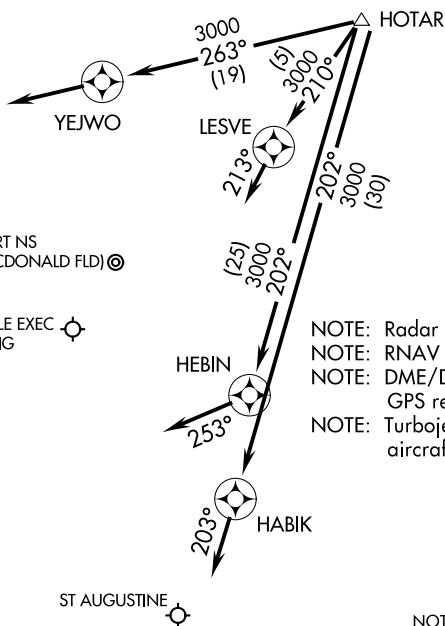 HOTAR
3000
263°
(19)
YEJWO
(5)
3000
210°
LESVE
213°
202°
3000
(30)
(25)
3000
202°
RT NS
CDONALD FLD)
LE EXEC
NG
HEBIN
253°
NOTE: Radar
NOTE: RNAV
NOTE: DME/D
GPS re
NOTE: Turboje
aircraf
HABIK
203°
ST AUGUSTINE
NOT